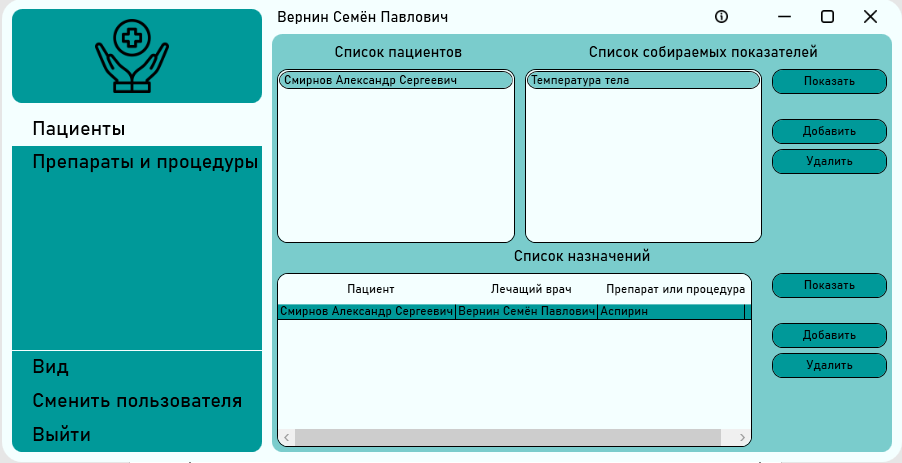 Вернин Семён Павлович
Пациенты
Препараты и процедуры
Вид
Сменить пользователя
Выйти
Список пациентов
Смирнов Александр Сергеевич
Список собираемых показателей
Температура тела
Показать
Добавить
Удалить
Список назначений
Пациент Лечащий врач Препарат или процедура
Смирнов Александр Сергеевич Вернин Семён Павлович Аспирин
Показать
Добавить
Удалить